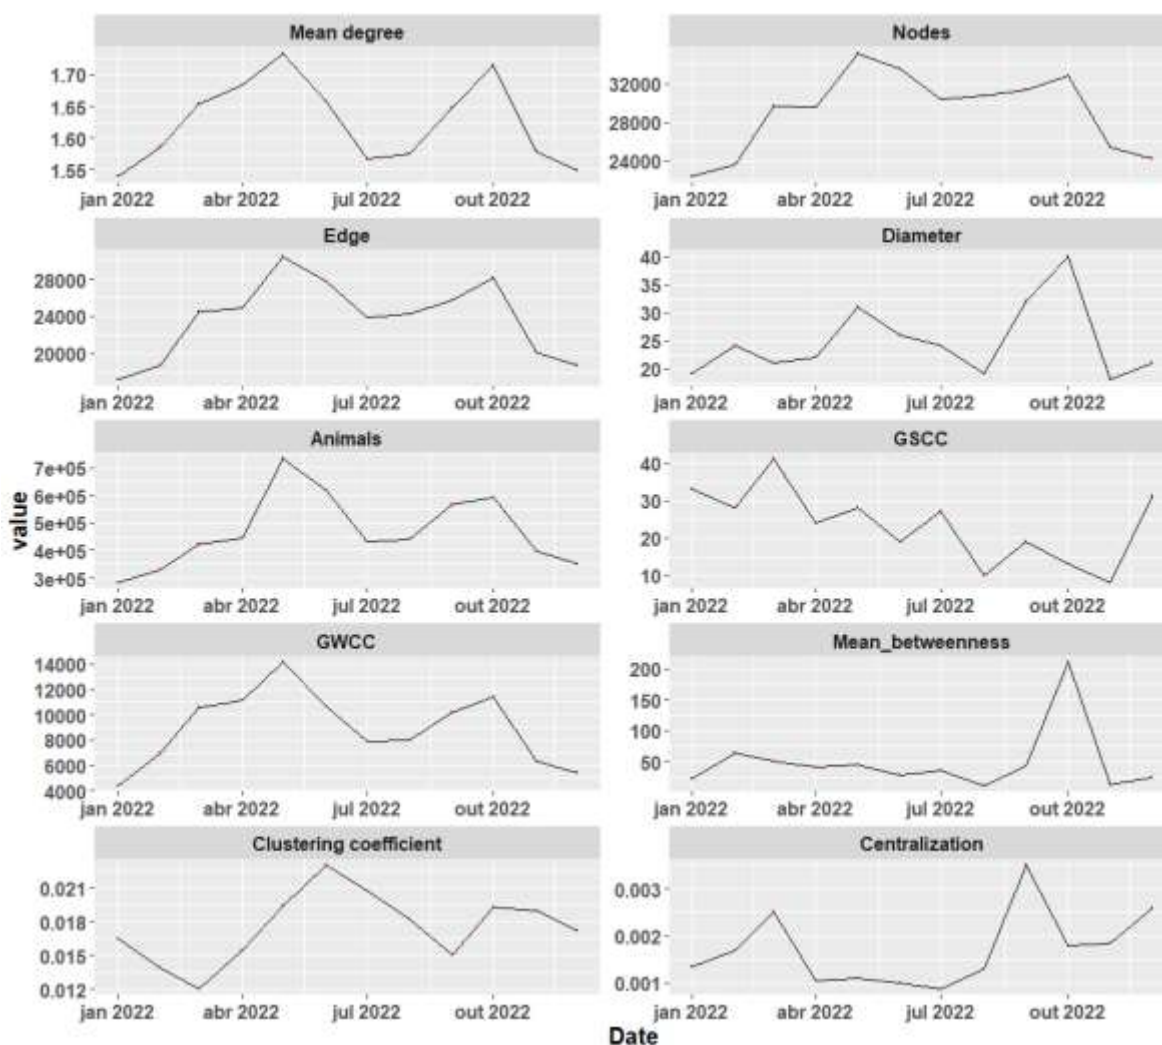 Mean degree
1.70
1.65
1.60
1.55
jan 2022 abr 2022 jul 2022 out 2022
Nodes
32000
28000
24000
jan 2022 abr 2022 jul 2022 out 2022
Edge
28000
24000
20000
jan 2022 abr 2022 jul 2022 out 2022
Diameter
40
35
30
25
20
jan 2022 abr 2022 jul 2022 out 2022
Animals
7e+05
6e+05
5e+05
4e+05
3e+05
jan 2022 abr 2022 jul 2022 out 2022
GSCC
40
30
20
10
jan 2022 abr 2022 jul 2022 out 2022
value
GWCC
14000
12000
10000
8000
6000
4000
jan 2022 abr 2022 jul 2022 out 2022
Mean_betweenness
200
150
100
50
jan 2022 abr 2022 jul 2022 out 2022
Clustering coefficient
0.021
0.018
0.015
0.012
jan 2022 abr 2022 jul 2022 out 2022
Centralization
0.003
0.002
0.001
jan 2022 abr 2022 jul 2022 out 2022
Date